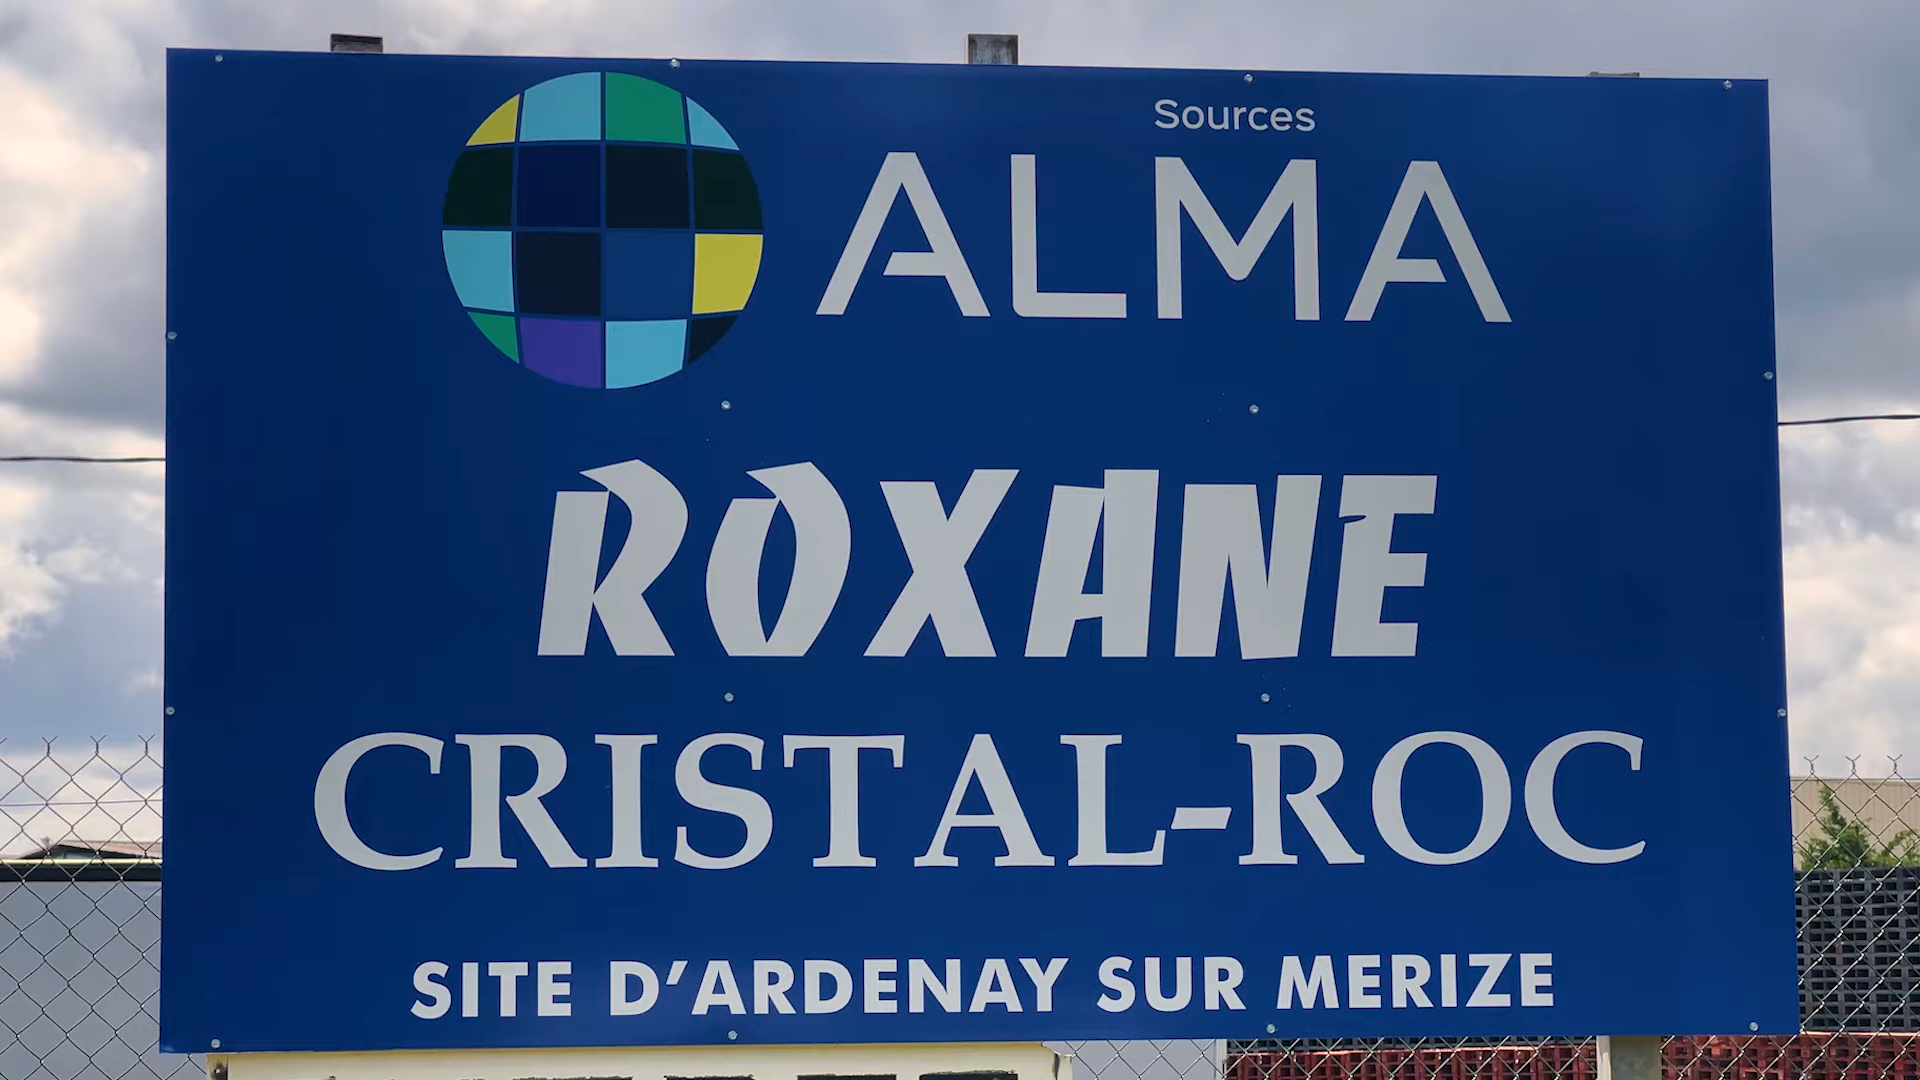 Sources
ALMA
ROXANE
CRISTAL-ROC
SITE D’ARDENAY SUR MERIZE